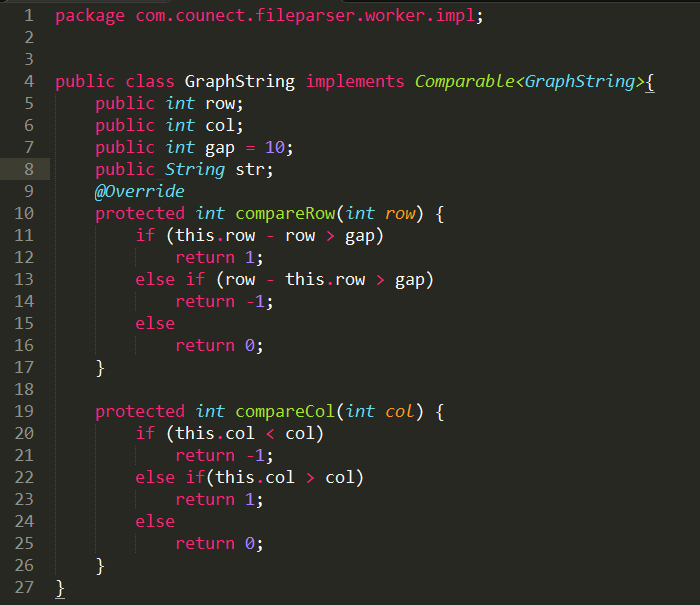 1 package com.counect.fileparser.worker.impl;
2
3
4 public class GraphString implements Comparable<GraphString>{
5     public int row;
6     public int col;
7     public int gap = 10;
8     public String str;
9     @Override
10     protected int compareRow(int row) {
11         if (this.row - row > gap)
12             return 1;
13         else if (row - this.row > gap)
14             return -1;
15         else
16             return 0;
17     }
18
19     protected int compareCol(int col) {
20         if (this.col < col)
21             return -1;
22         else if(this.col > col)
23             return 1;
24         else
25             return 0;
26     }
27 }